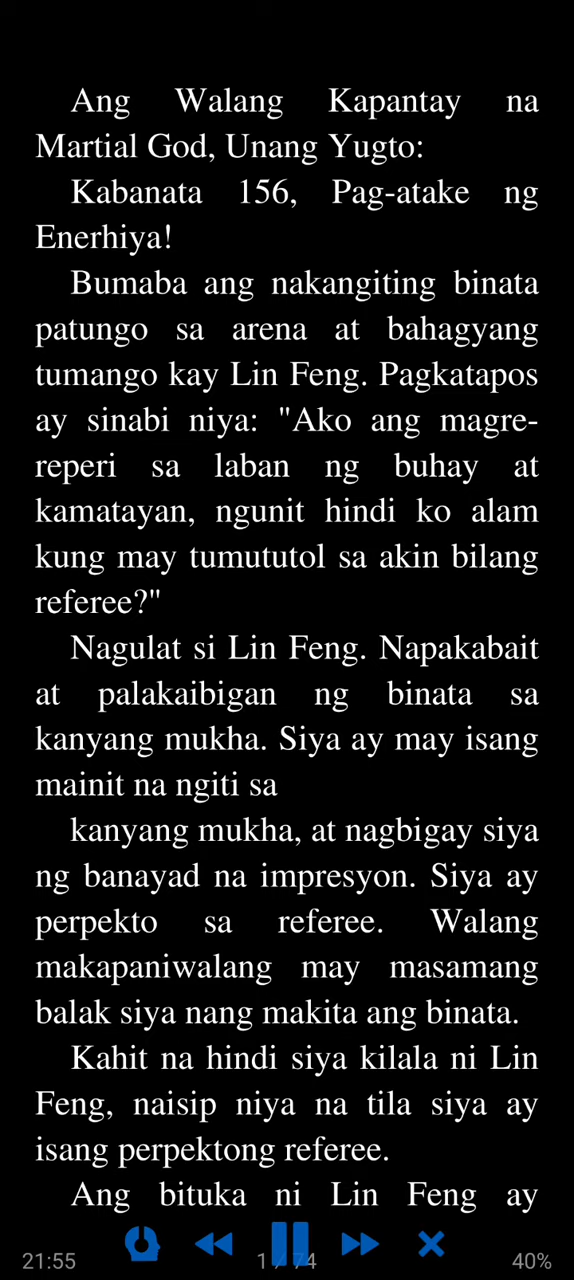 Ang Walang Kapantay na
Martial God, Unang Yugto:
Kabanata 156, Pag-atake ng
Enerhiya!
Bumaba ang nakangiting binata
patungo sa arena at bahagyang
tumango kay Lin Feng. Pagkatapos
ay sinabi niya: "Ako ang magre-
reperi sa laban ng buhay at
kamatayan, ngunit hindi ko alam
kung may tumututol sa akin bilang
referee?"
Nagulat si Lin Feng. Napakabait
at palakaibigan ng binata sa
kanyang mukha. Siya ay may isang
mainit na ngiti sa
kanyang mukha, at nagbigay siya
ng banayad na impresyon. Siya ay
perpekto sa referee. Walang
makapaniwalang may masamang
balak siya nang makita ang binata.
Kahit na hindi siya kilala ni Lin
Feng, naisip niya na tila siya ay
isang perpektong referee.
Ang bituka ni Lin Feng ay
21:55 1 / 74 40%